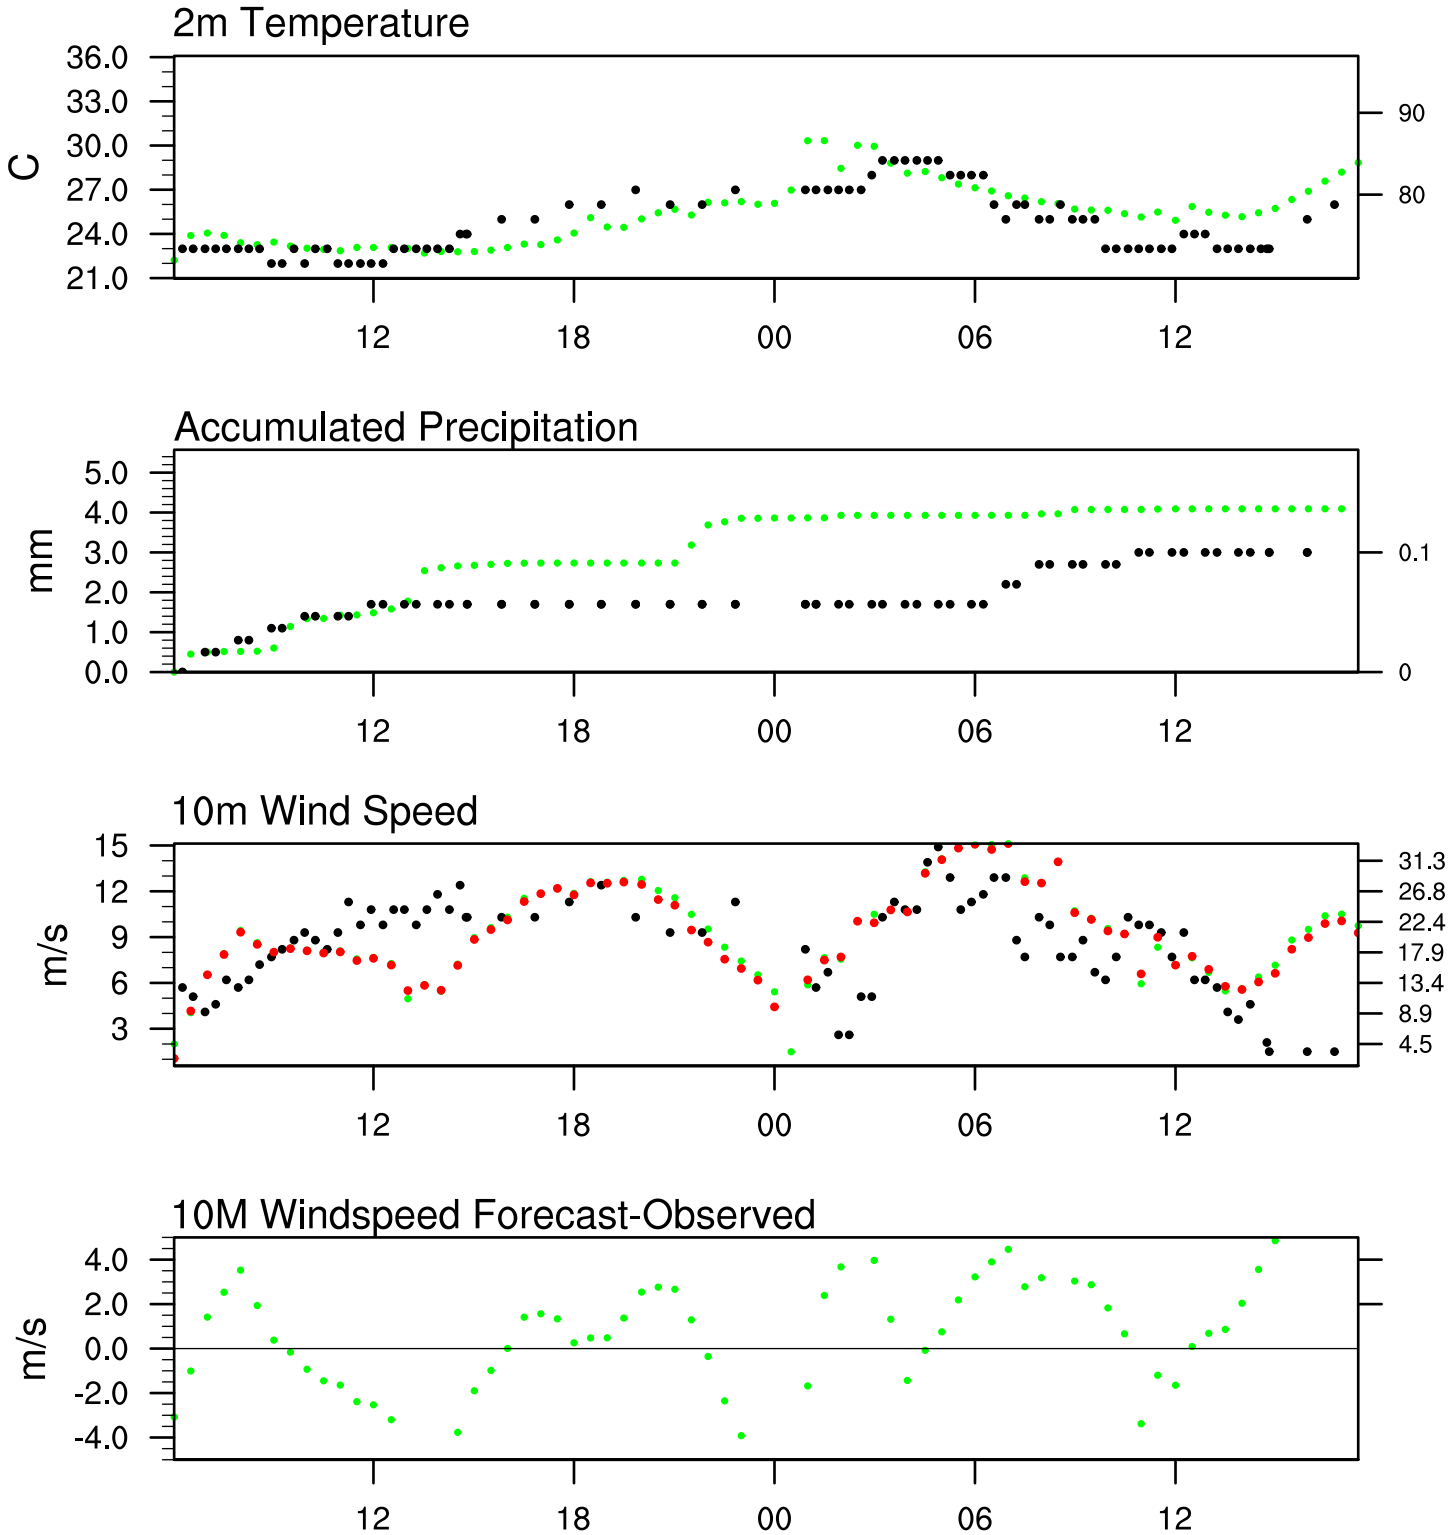 2m Temperature
36.0
33.0
90
30.0
C
27.0
80
24.0
21.0
12 18 00 06 12
Accumulated Precipitation
5.0
4.0
mm
3.0 0.1
2.0
1.0
0.0 0
12 18 00 06 12
10m Wind Speed
15
31.3
12 26.8
22.4
m/s
9
17.9
6 13.4
8.9
3
4.5
12 18 00 06 12
10M Windspeed Forecast-Observed
4.0
2.0
m/s
0.0
-2.0
-4.0
12 18 00 06 12